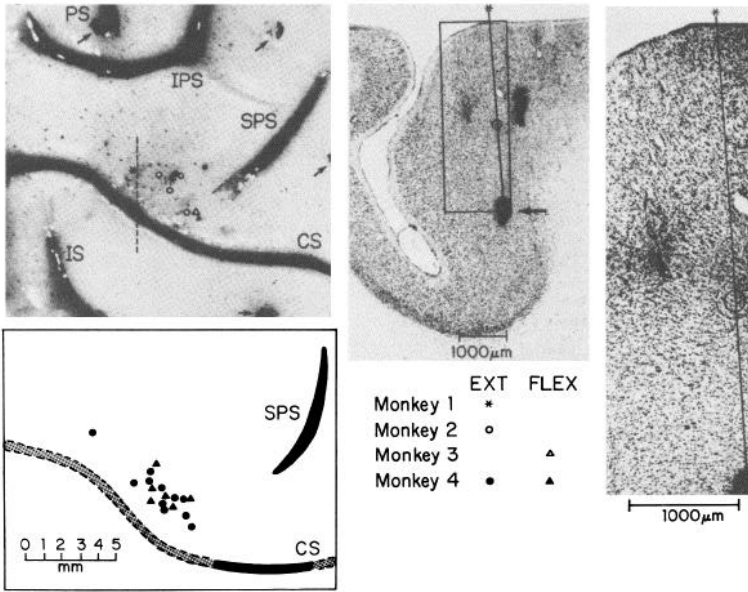 PS
IPS
SPS
IS
CS
1000μm
EXT FLEX
Monkey 1 *
Monkey 2 ○
Monkey 3 △
Monkey 4 ● ▲
1000μm
SPS
CS
0 1 2 3 4 5
mm